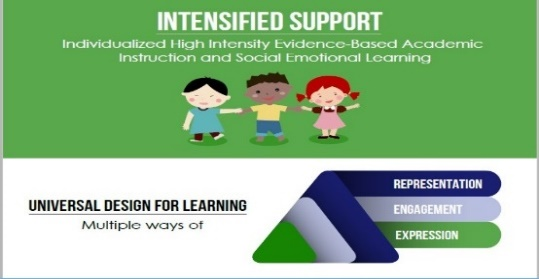 INTENSIFIED SUPPORT
Individualized High Intensity Evidence-Based Academic
Instruction and Social Emotional Learning
UNIVERSAL DESIGN FOR LEARNING
Multiple ways of
REPRESENTATION
ENGAGEMENT
EXPRESSION